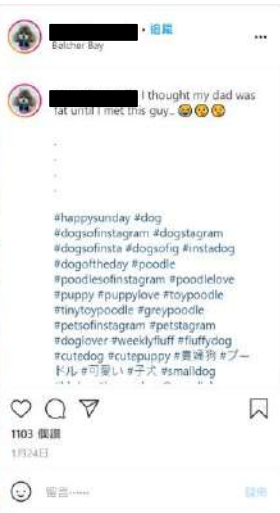 • 追蹤
Belcher Bay
I thought my dad was
fat until I met this guy..
.
.
.
.
#happysunday #dog
#dogsofinstagram #dogstagram
#dogsofinsta #dogsofig #instadog
#dogoftheday #poodle
#poodlesofinstagram #poodlelove
#puppy #puppylove #toypoodle
#tinytoypoodle #greypoodle
#petsofinstagram #petstagram
#doglover #weeklyfluff #fluffydog
#cutedog #cutepuppy #貴婦狗 #プー
ドル #可愛い #子犬 #smalldog
1103 個讚
1月24日
留言⋯⋯
發佈